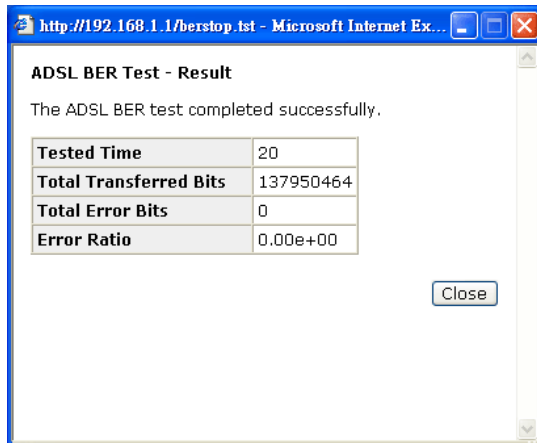 http://192.168.1.1/berstop.tst - Microsoft Internet Ex...
ADSL BER Test - Result
The ADSL BER test completed successfully.
Tested Time 20
Total Transferred Bits 137950464
Total Error Bits 0
Error Ratio 0.00e+00
Close